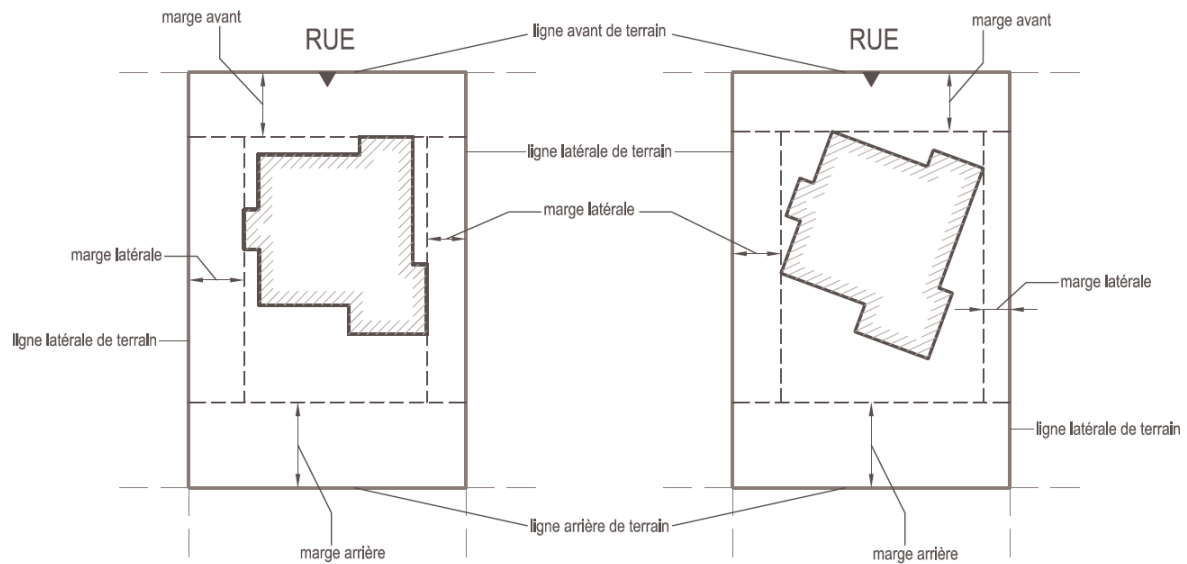 marge avant
RUE
ligne avant de terrain
RUE
marge avant
ligne latérale de terrain
marge latérale
marge latérale
marge latérale
ligne latérale de terrain
ligne latérale de terrain
ligne arrière de terrain
marge arrière
marge arrière